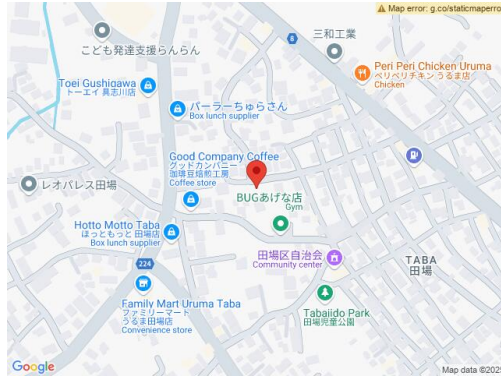 Map error: g.co/staticmaperro
三和工業
こども発達支援らんらん
8
Peri Peri Chicken Uruma
ペリペリチキン うるま店
Chicken
Toei Gushigawa
トーエイ 具志川店
パーラーちゅらさん
Box lunch supplier
Good Company Coffee
グッドカンパニー
珈琲豆焙煎工房
Coffee store
レオパレス田場
BUGあげな店
Gym
Hotto Motto Taba
ほっともっと 田場店
Box lunch supplier
田場区自治会
Community center
TABA
田場
224
Family Mart Uruma Taba
ファミリーマート
うるま田場店
Convenience store
Tabajido Park
田場児童公園
Google
Map data ©2025